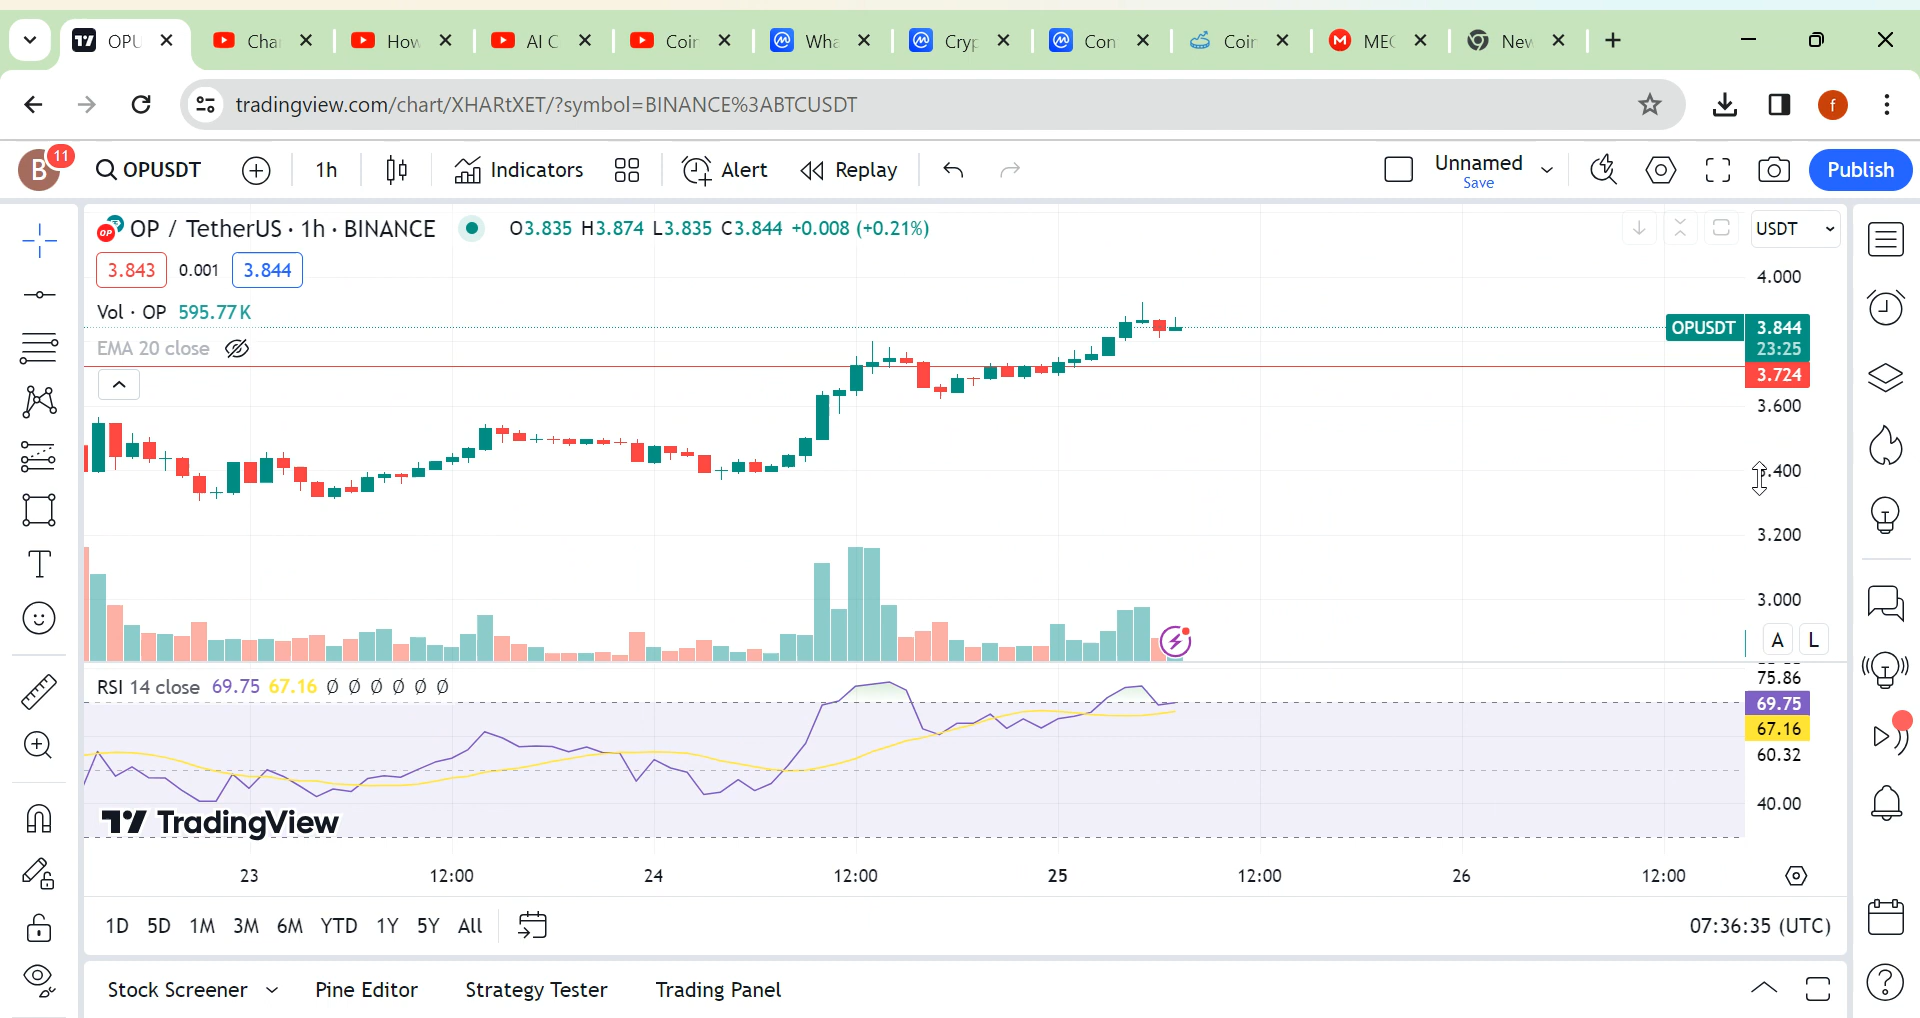 OPU
Cha
How
AI C
Coin
Wha
Cryp
Con
Coin
MEG
New
tradingview.com/chart/XHARtXET/?symbol=BINANCE%3ABTCUSDT
f
B
11
OPUSDT
1h
Indicators
Alert
Replay
Unnamed
Save
Publish
OP / TetherUS · 1h · BINANCE
O3.835 H3.874 L3.835 C3.844 +0.008 (+0.21%)
USDT
3.843 0.001 3.844
Vol · OP 595.77K
EMA 20 close
4.000
OPUSDT 3.844
23:25
3.724
3.600
3.400
3.200
3.000
A L
RSI 14 close 69.75 67.16 Ø Ø Ø Ø Ø Ø
75.86
69.75
67.16
60.32
40.00
TradingView
23 12:00 24 12:00 25 12:00 26 12:00
1D 5D 1M 3M 6M YTD 1Y 5Y All
07:36:35 (UTC)
Stock Screener Pine Editor Strategy Tester Trading Panel